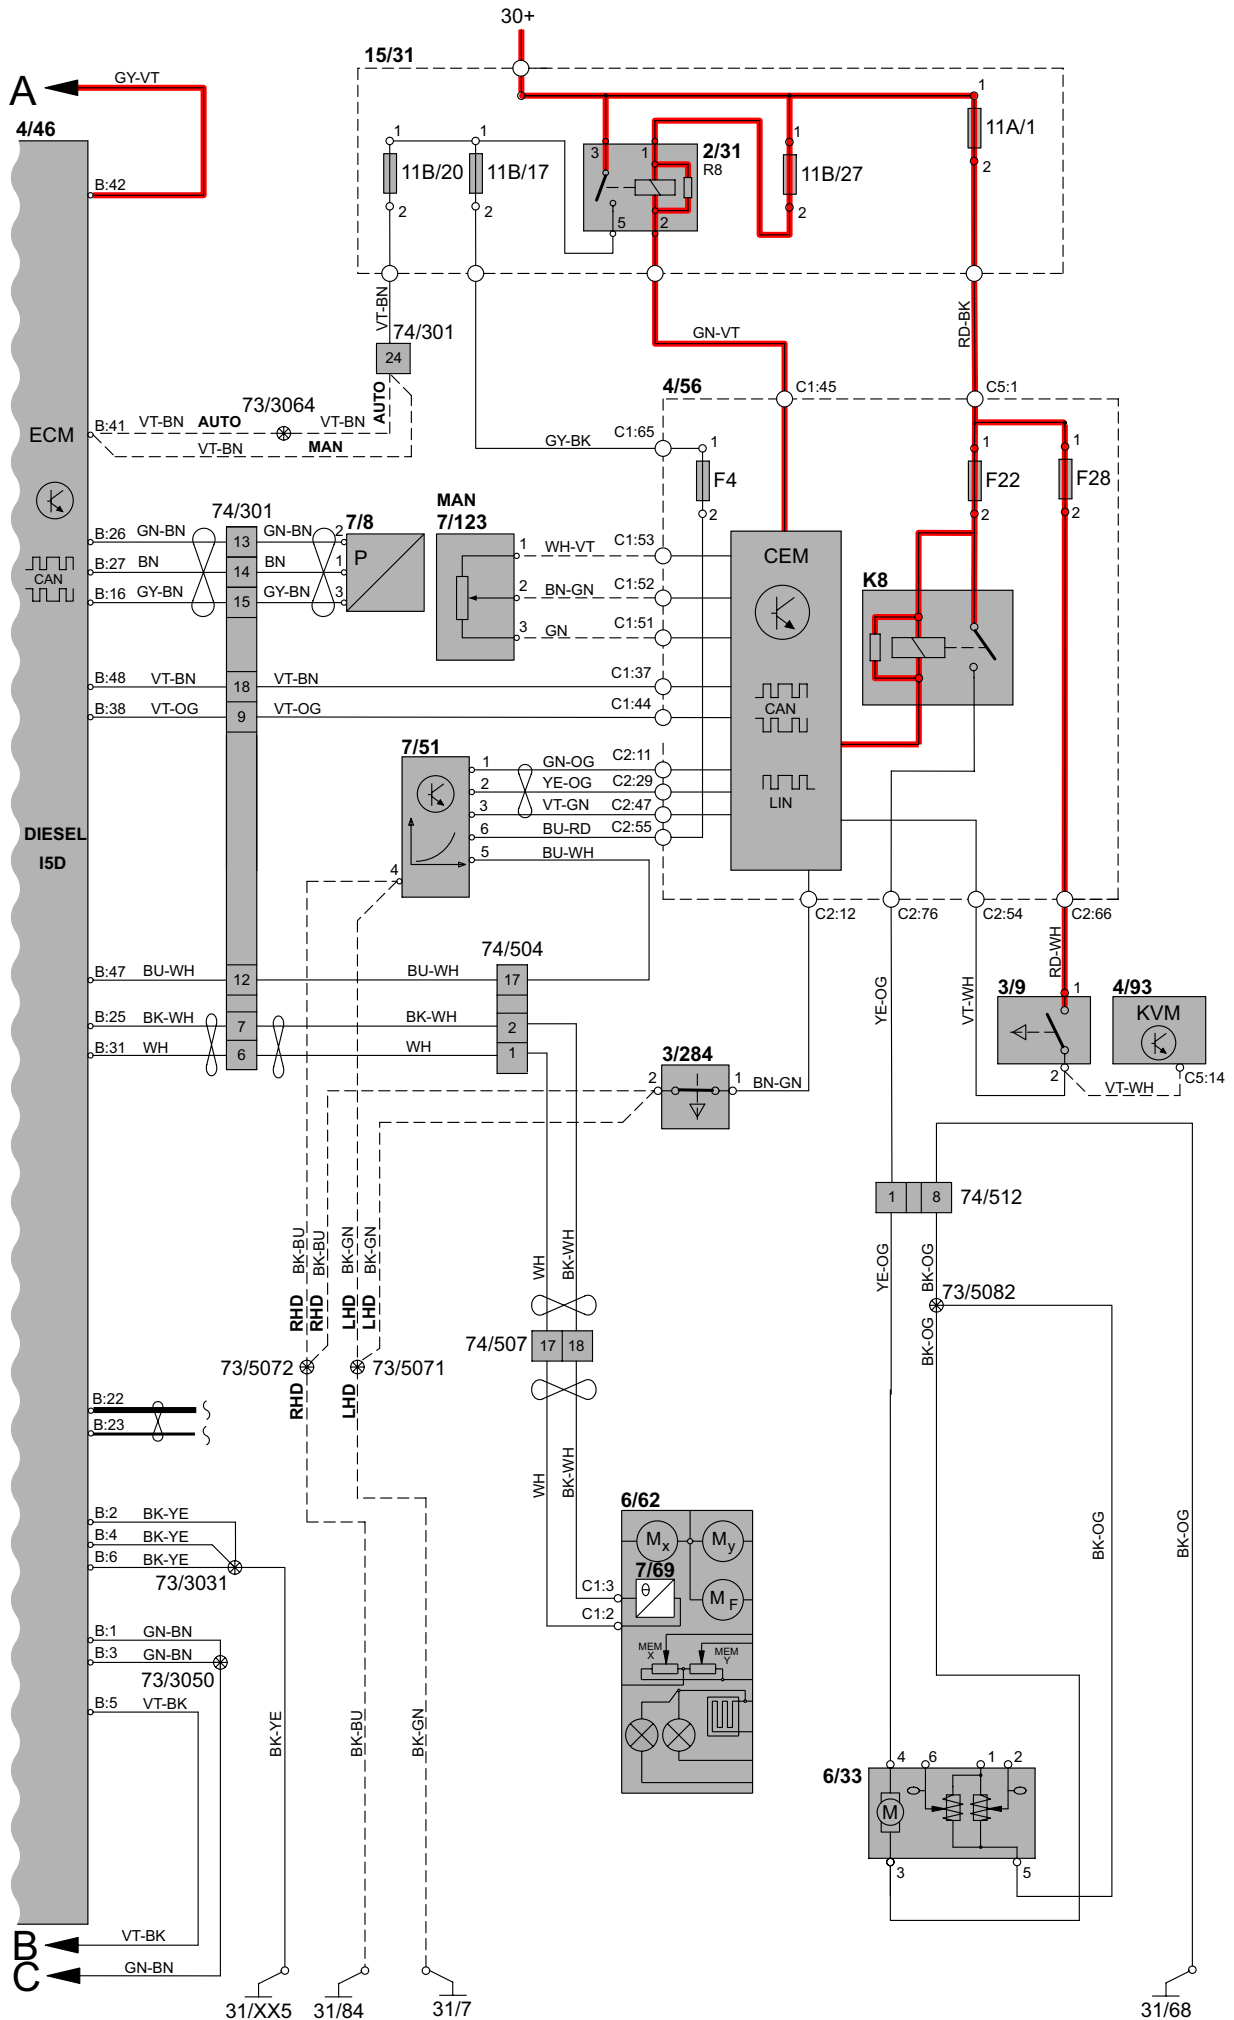 30+
15/31
A
GY-VT
4/46
B:42
1
1
1
11A/1
2
11B/20
11B/17
3
1
2/31
R8
1
11B/27
2
2
2
5
2
VT-BN
74/301
24
GN-VT
RD-BK
4/56
C1:45
C5:1
AUTO
ECM
B:41
VT-BN
AUTO
73/3064
VT-BN
VT-BN
MAN
GY-BK
C1:65
1
F4
2
1
F22
2
1
F28
2
74/301
MAN
7/8
7/123
B:26
GN-BN
13
GN-BN
2
P
CAN
B:27
BN
14
BN
1
B:16
GY-BN
15
GY-BN
3
1
WH-VT
C1:53
2
BN-GN
C1:52
3
GN
C1:51
CEM
K8
B:48
VT-BN
18
VT-BN
C1:37
B:38
VT-OG
9
VT-OG
C1:44
CAN
LIN
7/51
1
GN-OG
C2:11
2
YE-OG
C2:29
3
VT-GN
C2:47
6
BU-RD
C2:55
5
BU-WH
4
DIESEL
I5D
C2:12
C2:76
C2:54
C2:66
74/504
B:47
BU-WH
12
BU-WH
17
B:25
BK-WH
7
BK-WH
2
B:31
WH
6
WH
1
YE-OG
VT-WH
RD-WH
3/9
1
2
4/93
KVM
VT-WH
C5:14
3/284
2
1
BN-GN
1
8
74/512
BK-BU
BK-BU
BK-GN
BK-GN
WH
BK-WH
YE-OG
BK-OG
RHD
RHD
LHD
LHD
73/5082
BK-OG
74/507
17
18
73/5072
73/5071
RHD
LHD
B:22
B:23
WH
BK-WH
B:2
BK-YE
B:4
BK-YE
B:6
BK-YE
73/3031
6/62
Mx
My
7/69
θ
MF
C1:3
C1:2
MEM
X
MEM
Y
BK-OG
BK-OG
B:1
GN-BN
B:3
GN-BN
73/3050
B:5
VT-BK
BK-YE
BK-BU
BK-GN
6/33
4
6
1
2
M
3
5
B
VT-BK
C
GN-BN
31/XX5
31/84
31/7
31/68